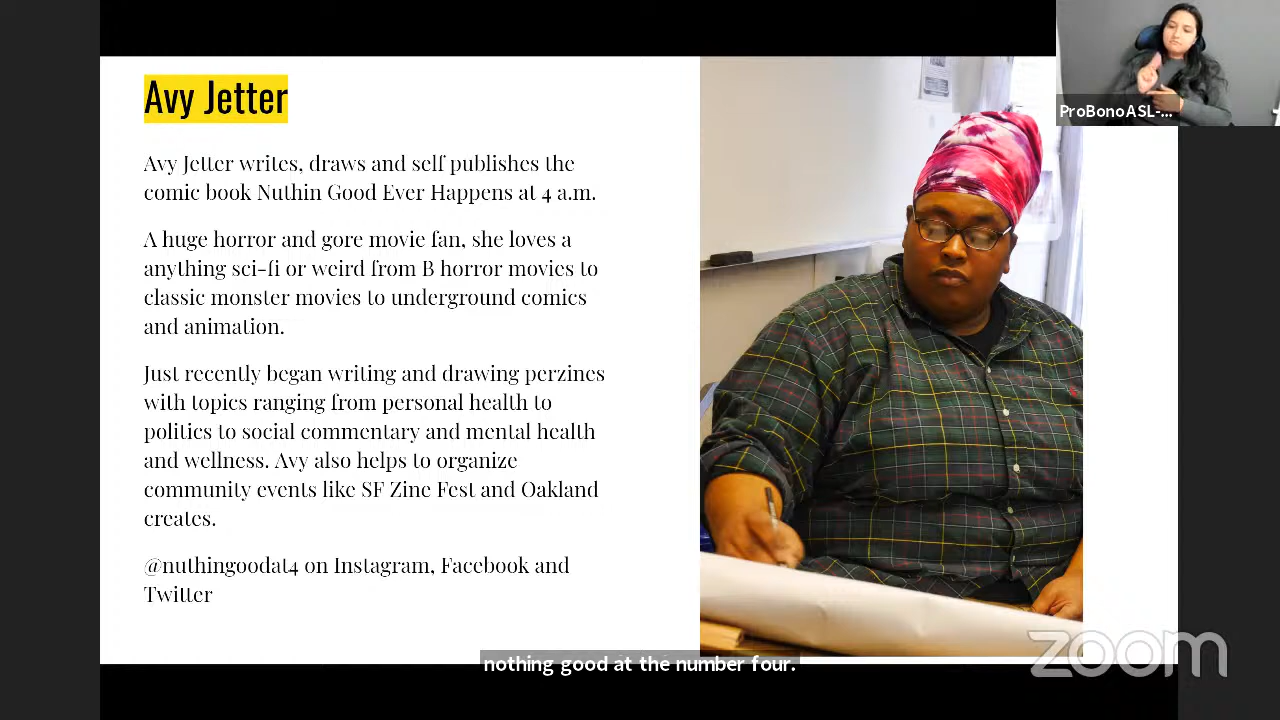 Avy Jetter
Avy Jetter writes, draws and self publishes the
comic book Nuthin Good Ever Happens at 4 a.m.
A huge horror and gore movie fan, she loves a
anything sci-fi or weird from B horror movies to
classic monster movies to underground comics
and animation.
Just recently began writing and drawing perzines
with topics ranging from personal health to
politics to social commentary and mental health
and wellness. Avy also helps to organize
community events like SF Zine Fest and Oakland
creates.
@nuthingoodat4 on Instagram, Facebook and
Twitter
ProBonoASL-...
zoom
nothing good at the number four.